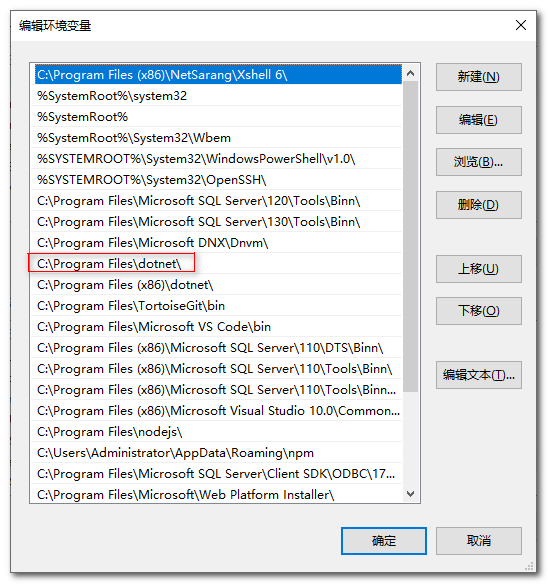 编辑环境变量
C:\Program Files (x86)\NetSarang\Xshell 6\
%SystemRoot%\system32
%SystemRoot%
%SystemRoot%\System32\Wbem
%SYSTEMROOT%\System32\WindowsPowerShell\v1.0\
%SYSTEMROOT%\System32\OpenSSH\
C:\Program Files\Microsoft SQL Server\120\Tools\Binn\
C:\Program Files\Microsoft SQL Server\130\Tools\Binn\
C:\Program Files\Microsoft DNX\Dnvm\
C:\Program Files\dotnet\
C:\Program Files (x86)\dotnet\
C:\Program Files\TortoiseGit\bin
C:\Program Files\Microsoft VS Code\bin
C:\Program Files (x86)\Microsoft SQL Server\110\DTS\Binn\
C:\Program Files (x86)\Microsoft SQL Server\110\Tools\Binn\
C:\Program Files (x86)\Microsoft SQL Server\110\Tools\Binn...
C:\Program Files (x86)\Microsoft Visual Studio 10.0\Common...
C:\Program Files\nodejs\
C:\Users\Administrator\AppData\Roaming\npm
C:\Program Files\Microsoft SQL Server\Client SDK\ODBC\17...
C:\Program Files\Microsoft\Web Platform Installer\
新建(N)
编辑(E)
浏览(B)...
删除(D)
上移(U)
下移(O)
编辑文本(T)...
确定
取消